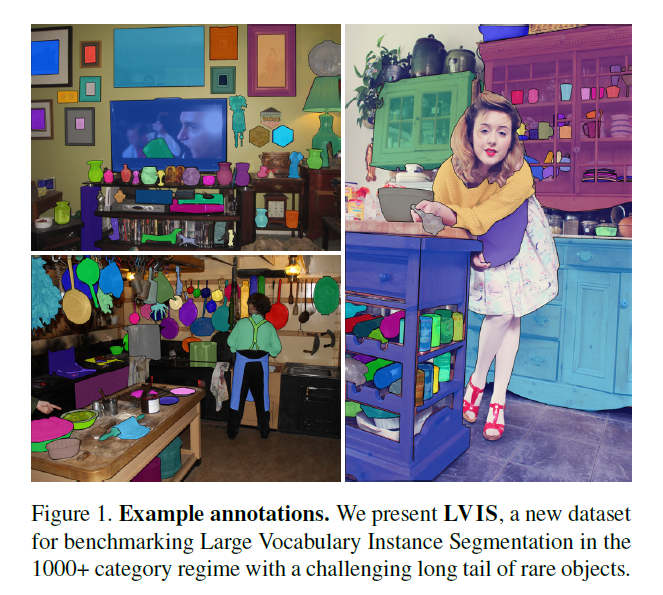 Figure 1. Example annotations. We present LVIS, a new dataset
for benchmarking Large Vocabulary Instance Segmentation in the
1000+ category regime with a challenging long tail of rare objects.